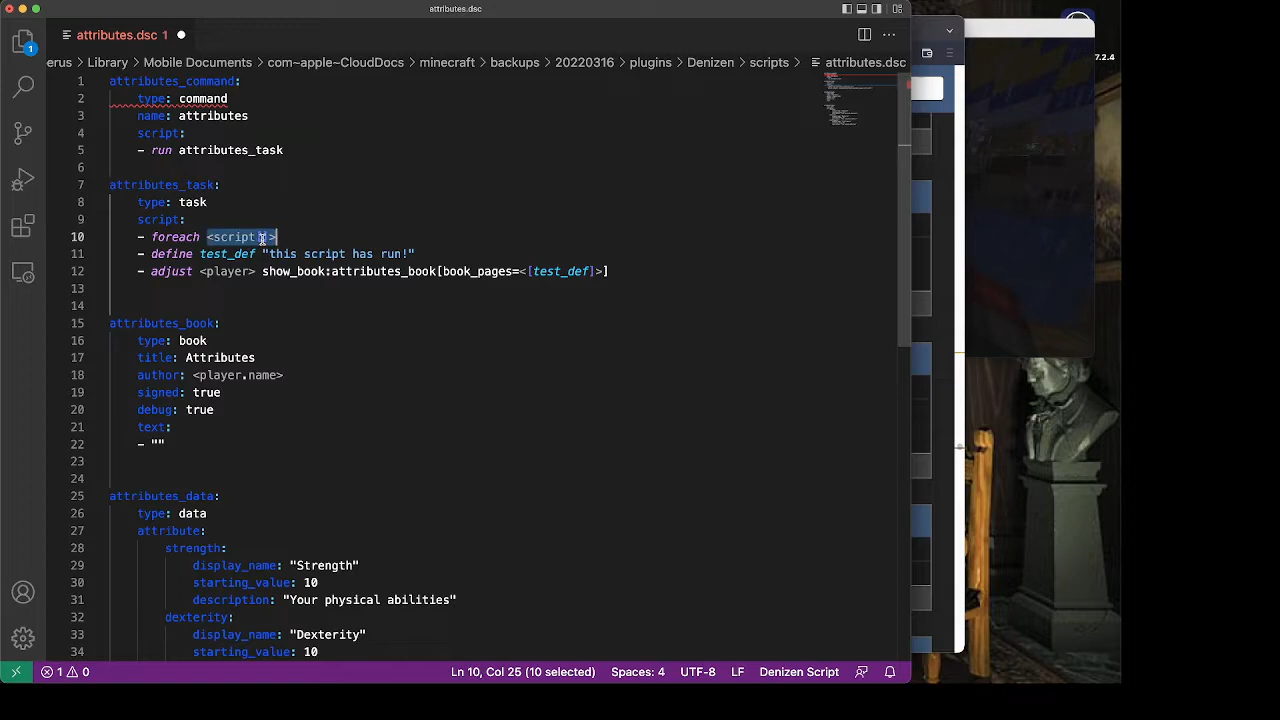 attributes.dsc
attributes.dsc 1
erus > Library > Mobile Documents > com~apple~CloudDocs > minecraft > backups > 20220316 > plugins > Denizen > scripts > attributes.dsc
1 attributes_command:
2 type: command
3 name: attributes
4 script:
5 - run attributes_task
6
7 attributes_task:
8 type: task
9 script:
10 - foreach <script
11 - define test_def "this script has run!"
12 - adjust <player> show_book:attributes_book[book_pages=<[test_def]>]
13
14
15 attributes_book:
16 type: book
17 title: Attributes
18 author: <player.name>
19 signed: true
20 debug: true
21 text:
22 - ""
23
24
25 attributes_data:
26 type: data
27 attribute:
28 strength:
29 display_name: "Strength"
30 starting_value: 10
31 description: "Your physical abilities"
32 dexterity:
33 display_name: "Dexterity"
34 starting_value: 10
1
1 0 Ln 10, Col 25 (10 selected) Spaces: 4 UTF-8 LF Denizen Script
7.2.4